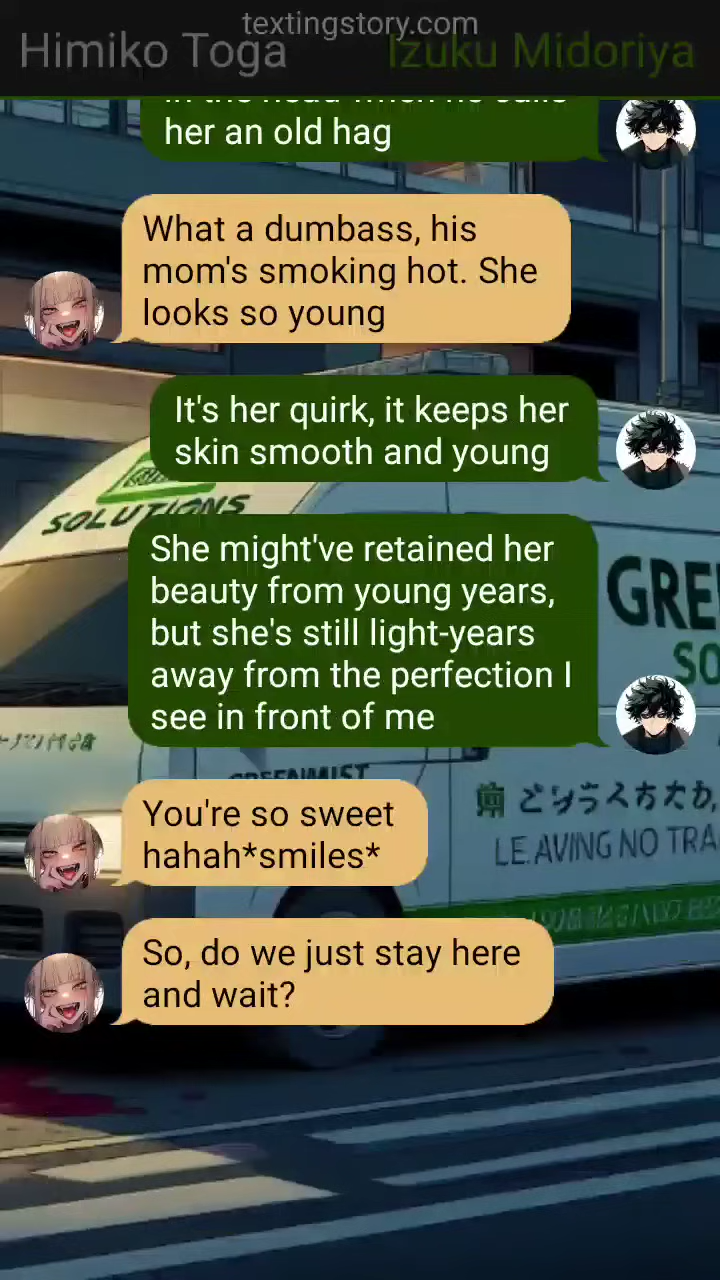 textingstory.com
Himiko Toga
Izuku Midoriya
her an old hag
What a dumbass, his
mom's smoking hot. She
looks so young
It's her quirk, it keeps her
skin smooth and young
SOLUTIONS
She might've retained her
beauty from young years,
but she's still light-years
away from the perfection I
see in front of me
GRE
SO
GREENMIST
You're so sweet
hahah*smiles*
LEAVING NO TRA
So, do we just stay here
and wait?